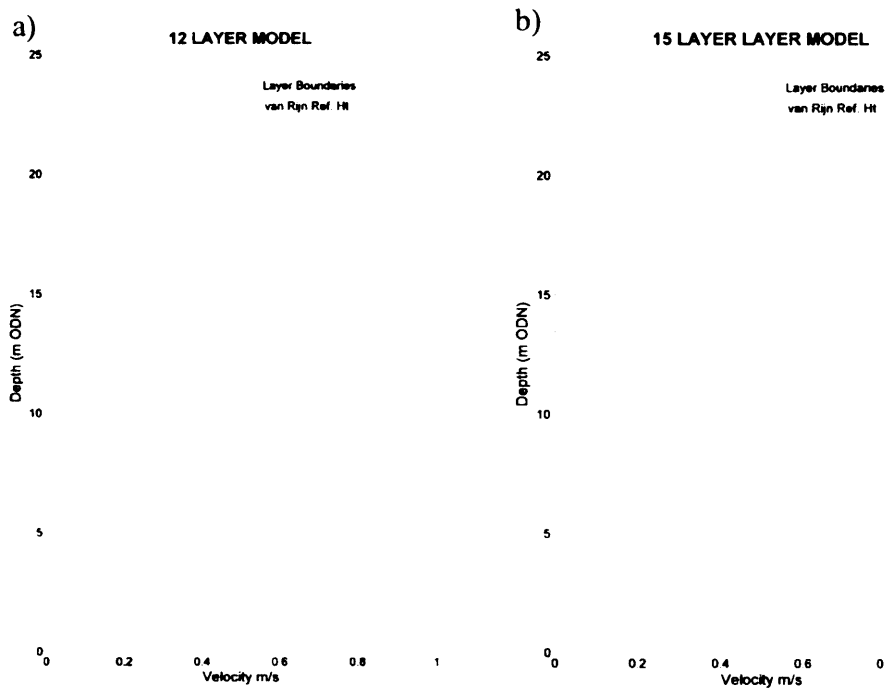 a)
12 LAYER MODEL
25
Layer Boundaries
van Rijn Ref. Ht
20
15
Depth (m ODN)
10
5
0
0 0.2 0.4 0.6 0.8 1
Velocity m/s
b)
15 LAYER LAYER MODEL
25
Layer Boundaries
van Rijn Ref. Ht
20
15
Depth (m ODN)
10
5
0
0 0.2 0.4 0.6 0.8
Velocity m/s